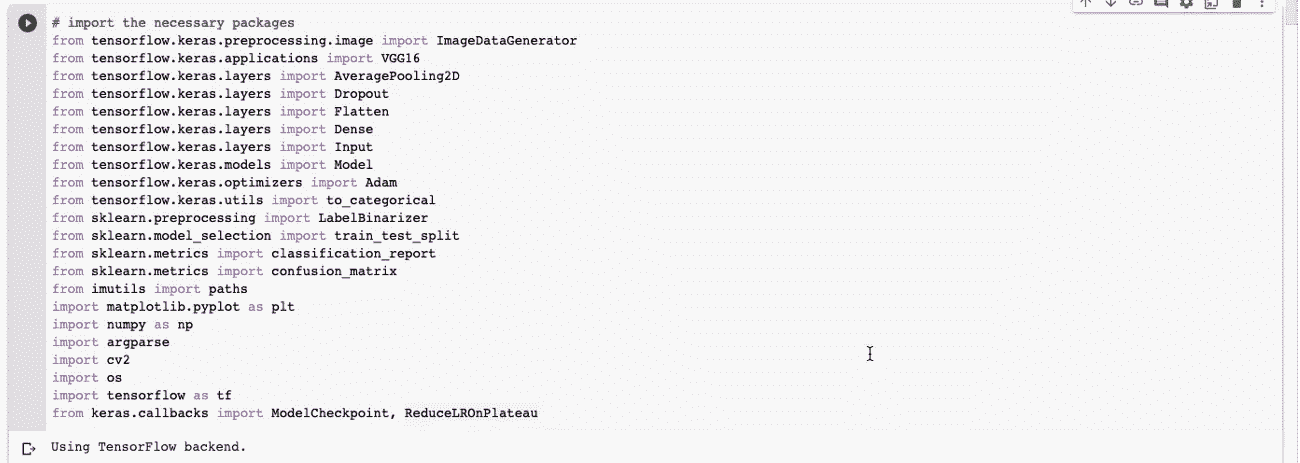 # import the necessary packages
from tensorflow.keras.preprocessing.image import ImageDataGenerator
from tensorflow.keras.applications import VGG16
from tensorflow.keras.layers import AveragePooling2D
from tensorflow.keras.layers import Dropout
from tensorflow.keras.layers import Flatten
from tensorflow.keras.layers import Dense
from tensorflow.keras.layers import Input
from tensorflow.keras.models import Model
from tensorflow.keras.optimizers import Adam
from tensorflow.keras.utils import to_categorical
from sklearn.preprocessing import LabelBinarizer
from sklearn.model_selection import train_test_split
from sklearn.metrics import classification_report
from sklearn.metrics import confusion_matrix
from imutils import paths
import matplotlib.pyplot as plt
import numpy as np
import argparse
import cv2
import os
import tensorflow as tf
from keras.callbacks import ModelCheckpoint, ReduceLROnPlateau
Using TensorFlow backend.